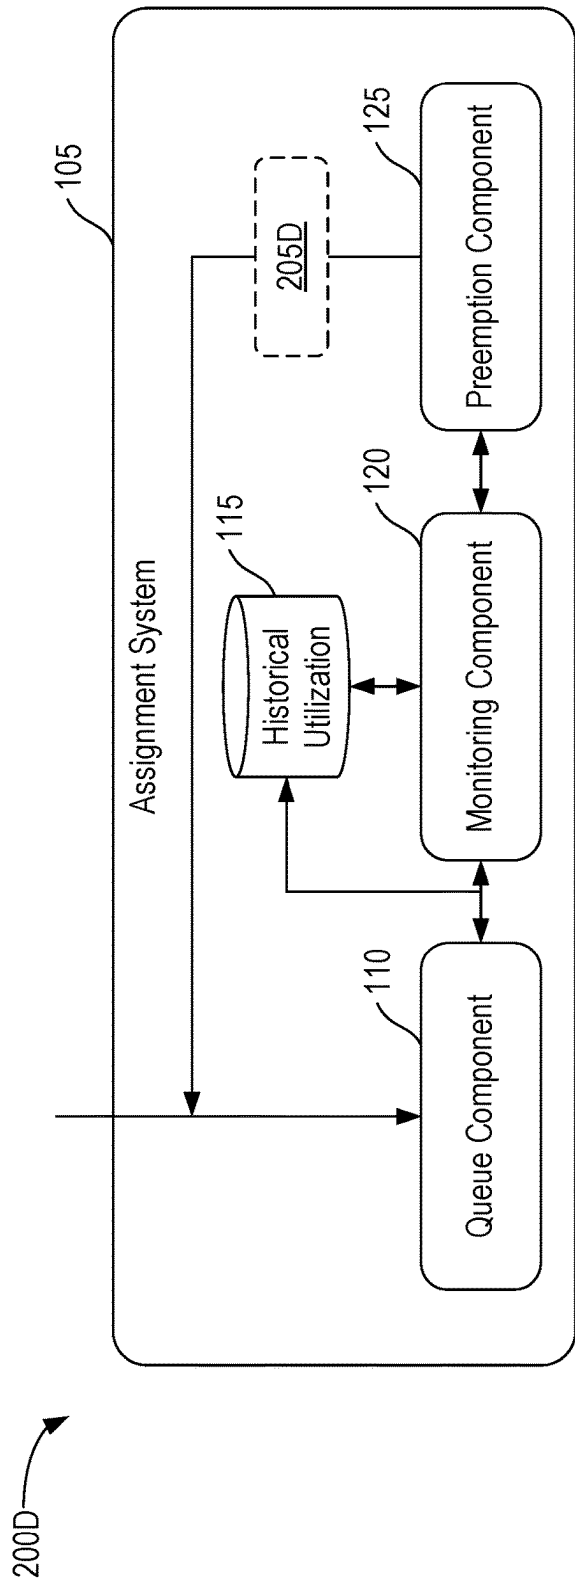 200D
105
Assignment System
205D
115
Historical
Utilization
110
Queue Component
120
Monitoring Component
125
Preemption Component